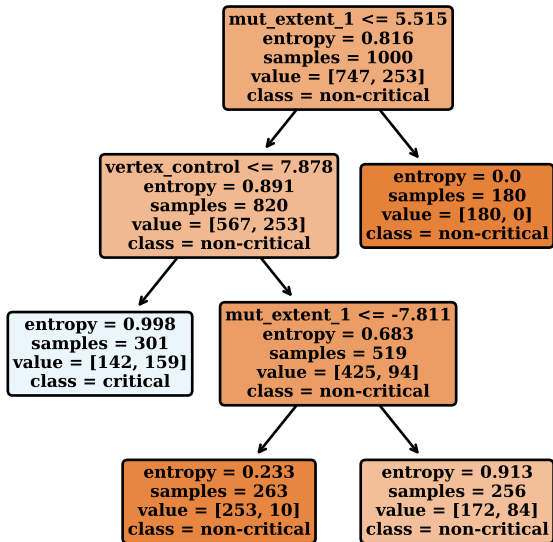 mut_extent_1 <= 5.515
entropy = 0.816
samples = 1000
value = [747, 253]
class = non-critical
vertex_control <= 7.878
entropy = 0.891
samples = 820
value = [567, 253]
class = non-critical
entropy = 0.0
samples = 180
value = [180, 0]
class = non-critical
entropy = 0.998
samples = 301
value = [142, 159]
class = critical
mut_extent_1 <= -7.811
entropy = 0.683
samples = 519
value = [425, 94]
class = non-critical
entropy = 0.233
samples = 263
value = [253, 10]
class = non-critical
entropy = 0.913
samples = 256
value = [172, 84]
class = non-critical